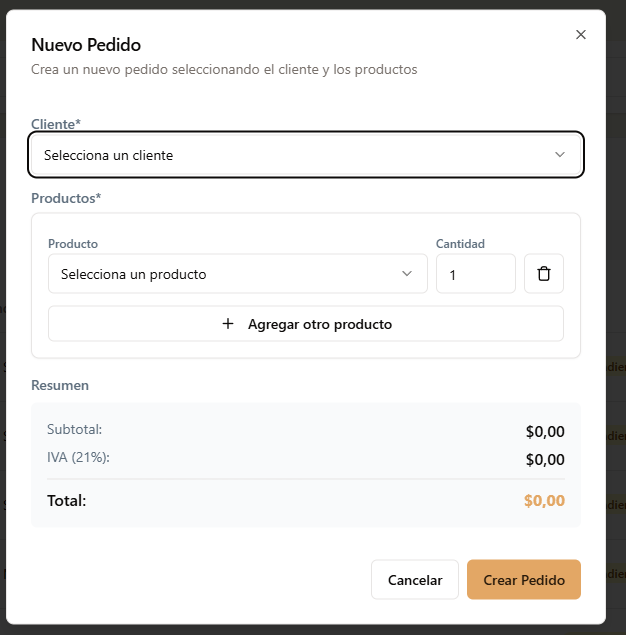 Nuevo Pedido
Crea un nuevo pedido seleccionando el cliente y los productos
Cliente*
Selecciona un cliente
Productos*
Producto Cantidad
Selecciona un producto 1
+ Agregar otro producto
Resumen
Subtotal: $0,00
IVA (21%): $0,00
Total: $0,00
Cancelar Crear Pedido